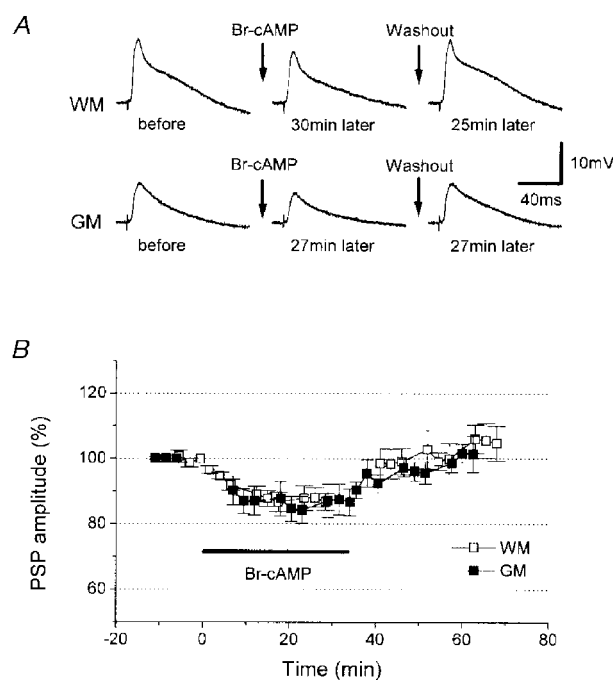 A
Br-cAMP
Washout
WM
before
30min later
25min later
10mV
40ms
Br-cAMP
Washout
GM
before
27min later
27min later
B
PSP amplitude (%)
120
100
80
60
Br-cAMP
WM
GM
-20 0 20 40 60 80
Time (min)